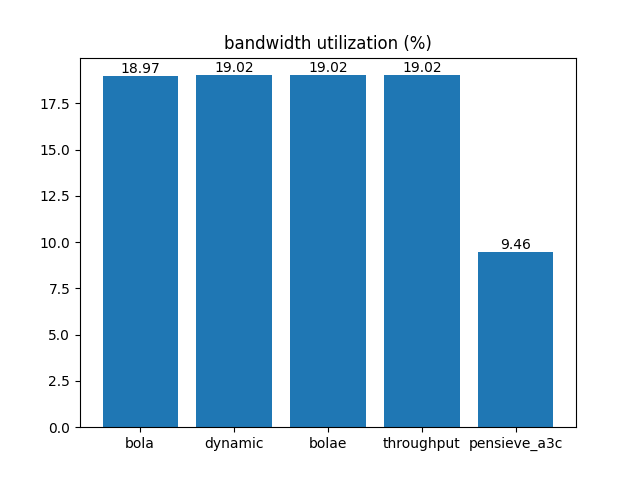 bandwidth utilization (%)
18.97
19.02
19.02
19.02
9.46
17.5
15.0
12.5
10.0
7.5
5.0
2.5
0.0
bola
dynamic
bolae
throughput
pensieve_a3c